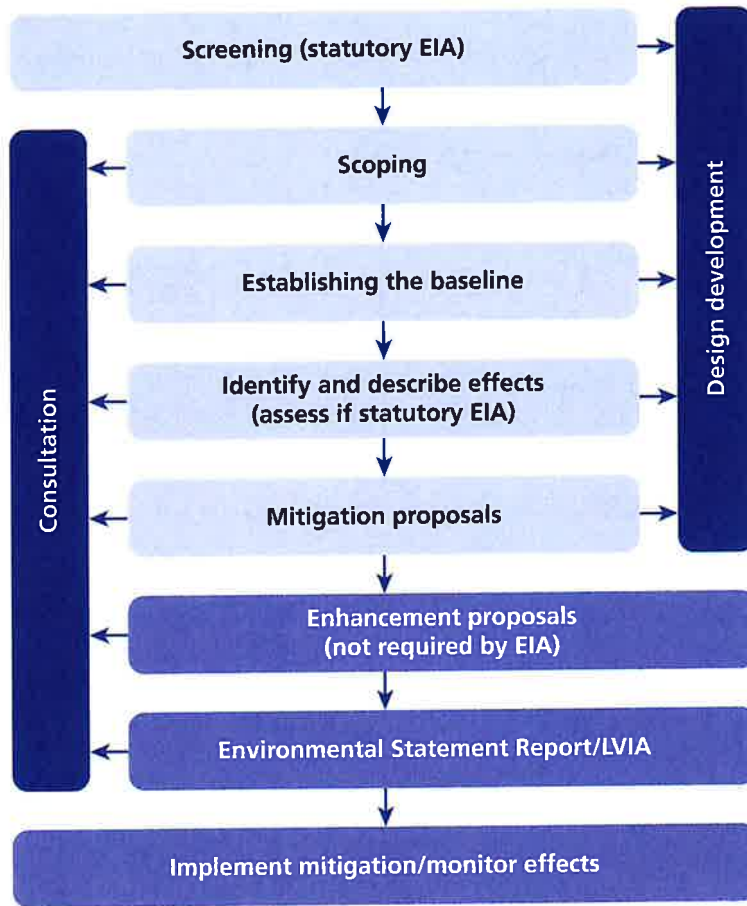 Screening (statutory EIA)
Scoping
Establishing the baseline
Identify and describe effects
(assess if statutory EIA)
Mitigation proposals
Enhancement proposals
(not required by EIA)
Environmental Statement Report/LVIA
Implement mitigation/monitor effects
Consultation
Design development